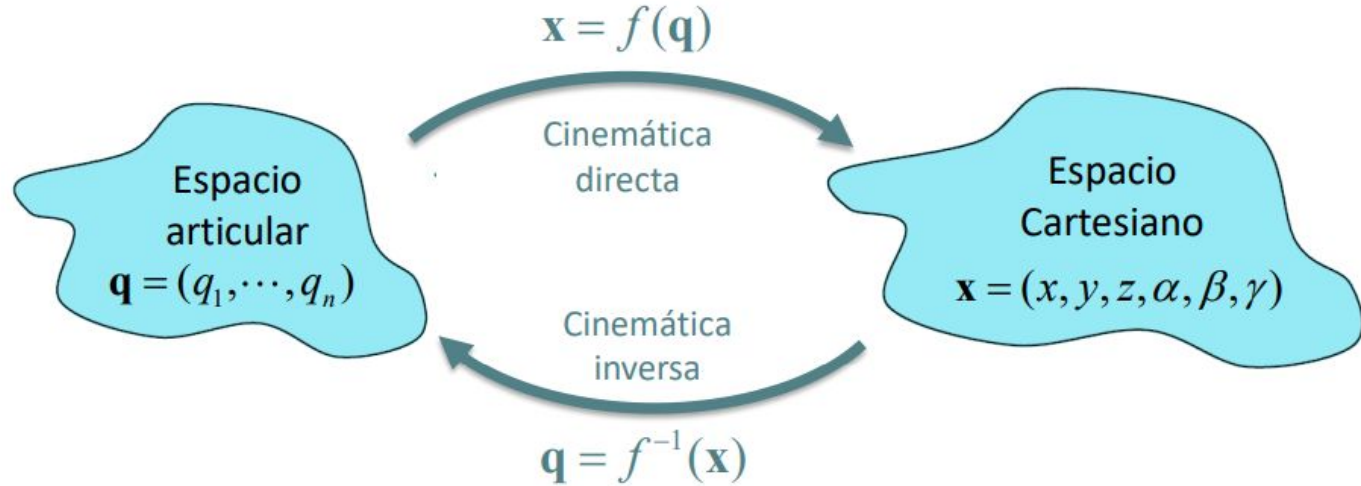 x = f(q)
Cinemática
directa
Espacio
articular
q = (q₁,⋯,qₙ)
Espacio
Cartesiano
x = (x, y, z, α, β, γ)
Cinemática
inversa
q = f⁻¹(x)